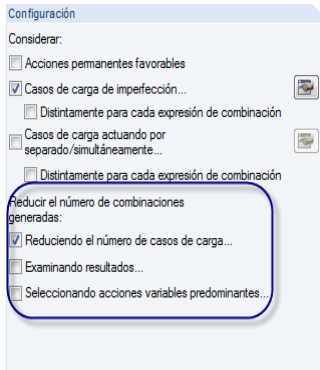 Configuración
Considerar:
Acciones permanentes favorables
Casos de carga de imperfección...
Distintamente para cada expresión de combinación
Casos de carga actuando por
separado/simultáneamente...
Distintamente para cada expresión de combinación
Reducir el número de combinaciones
generadas:
Reduciendo el número de casos de carga...
Examinando resultados...
Seleccionando acciones variables predominantes...